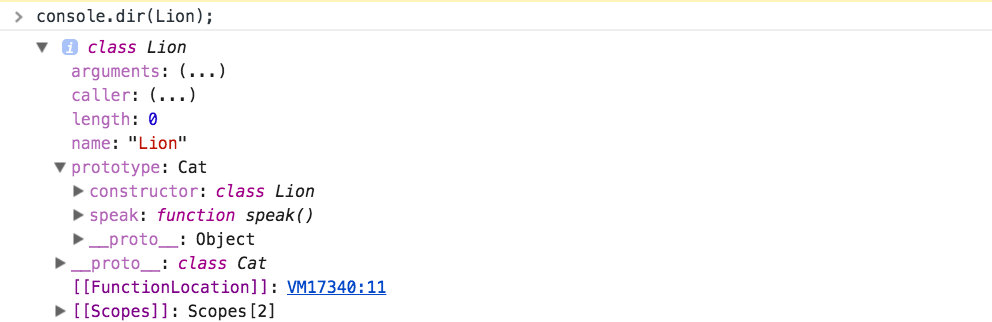 > console.dir(Lion);
▼ i class Lion
arguments: (...)
caller: (...)
length: 0
name: "Lion"
▼ prototype: Cat
▶ constructor: class Lion
▶ speak: function speak()
▶ __proto__: Object
▶ __proto__: class Cat
[[FunctionLocation]]: VM17340:11
▶ [[Scopes]]: Scopes[2]